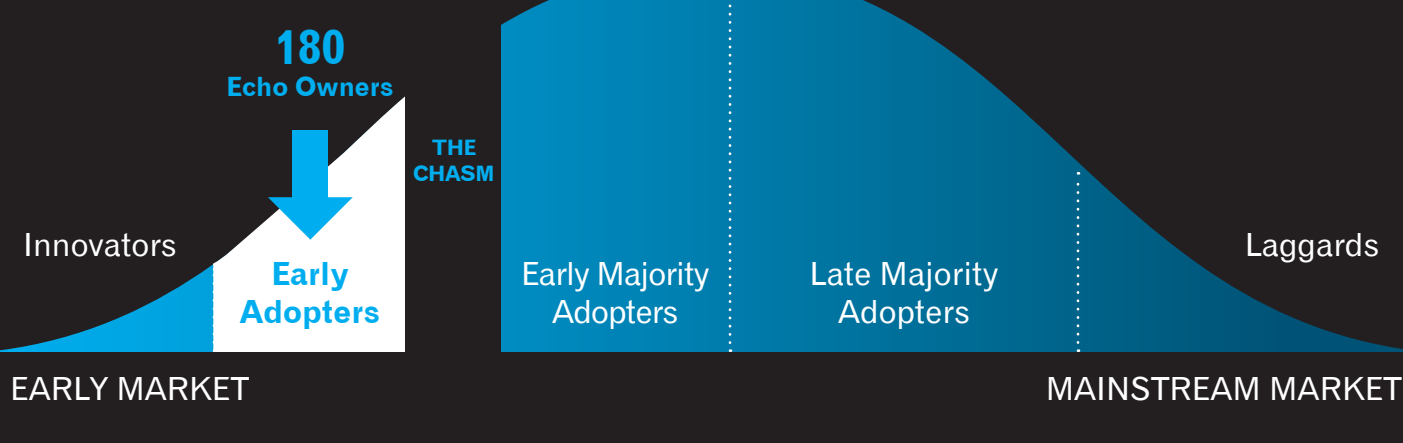 180
Echo Owners
THE
CHASM
Innovators
Early
Adopters
Early Majority
Adopters
Late Majority
Adopters
Laggards
EARLY MARKET
MAINSTREAM MARKET